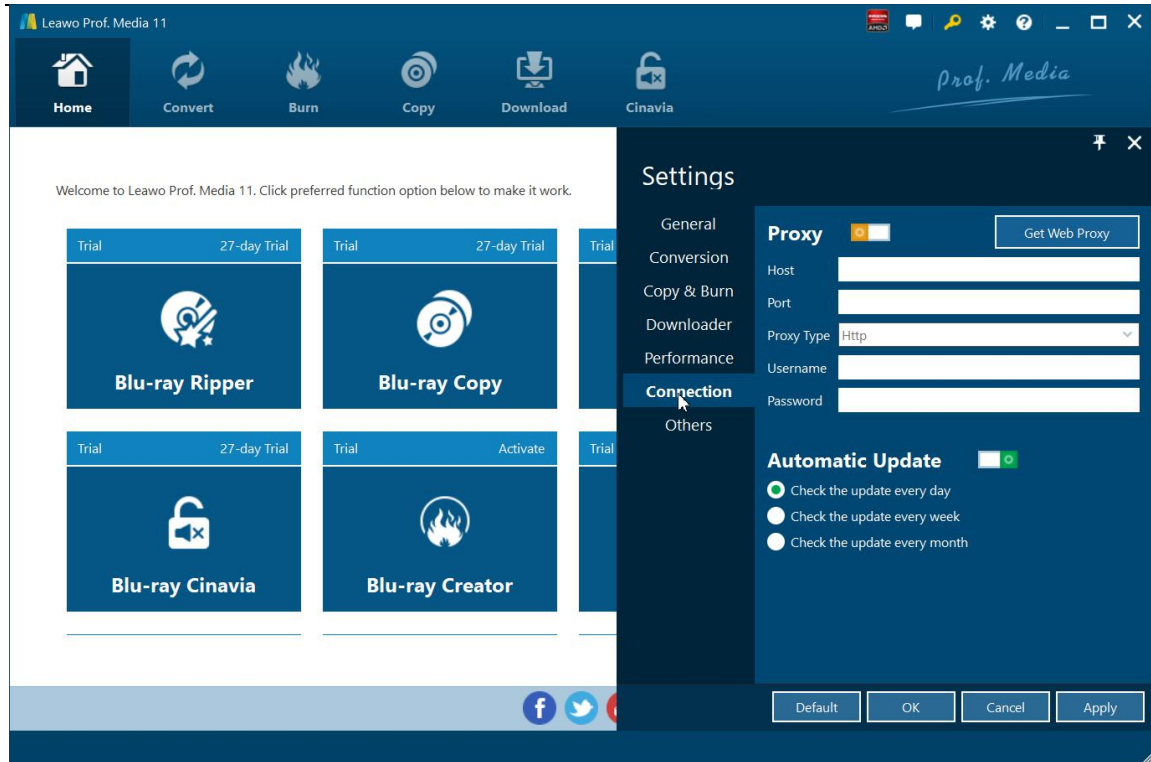 Leawo Prof. Media 11
AMD
Home
Convert
Burn
Copy
Download
Cinavia
Prof. Media
Welcome to Leawo Prof. Media 11. Click preferred function option below to make it work.
Trial 27-day Trial
Blu-ray Ripper
Trial 27-day Trial
Blu-ray Copy
Trial
Trial 27-day Trial
Blu-ray Cinavia
Trial Activate
Blu-ray Creator
Trial
Settings
General
Conversion
Copy & Burn
Downloader
Performance
Connection
Others
Proxy
Get Web Proxy
Host
Port
Proxy Type Http
Username
Password
Automatic Update
Check the update every day
Check the update every week
Check the update every month
Default
OK
Cancel
Apply